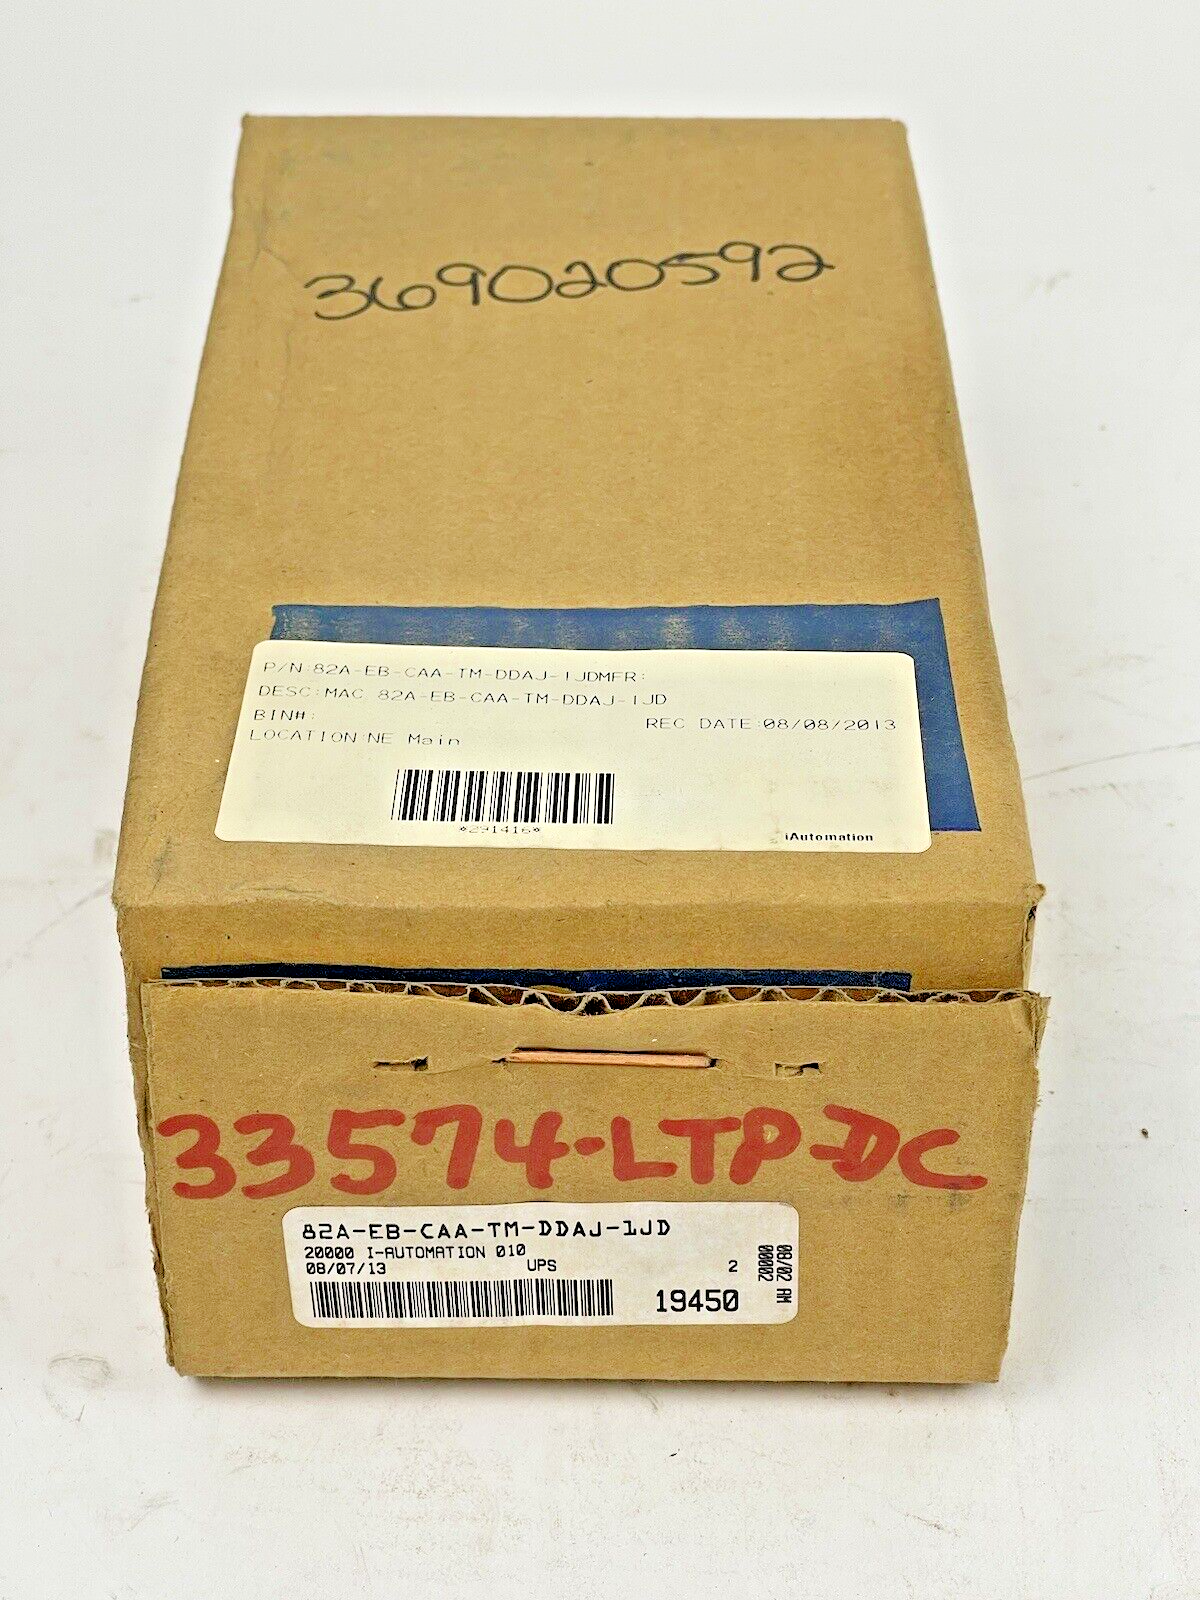 369020592
P/N:82A-EB-CAA-TM-DDAJ-1JDMFR:
DESC:MAC 82A-EB-CAA-TM-DDAJ-1JD
BIN#:
REC DATE:08/08/2013
LOCATION:NE Main
*291416*
iAutomation
33574-LTP-DC
82A-EB-CAA-TM-DDAJ-1JD
20000 I-AUTOMATION 010
08/07/13 UPS 2
19450
08/02 AM
00002